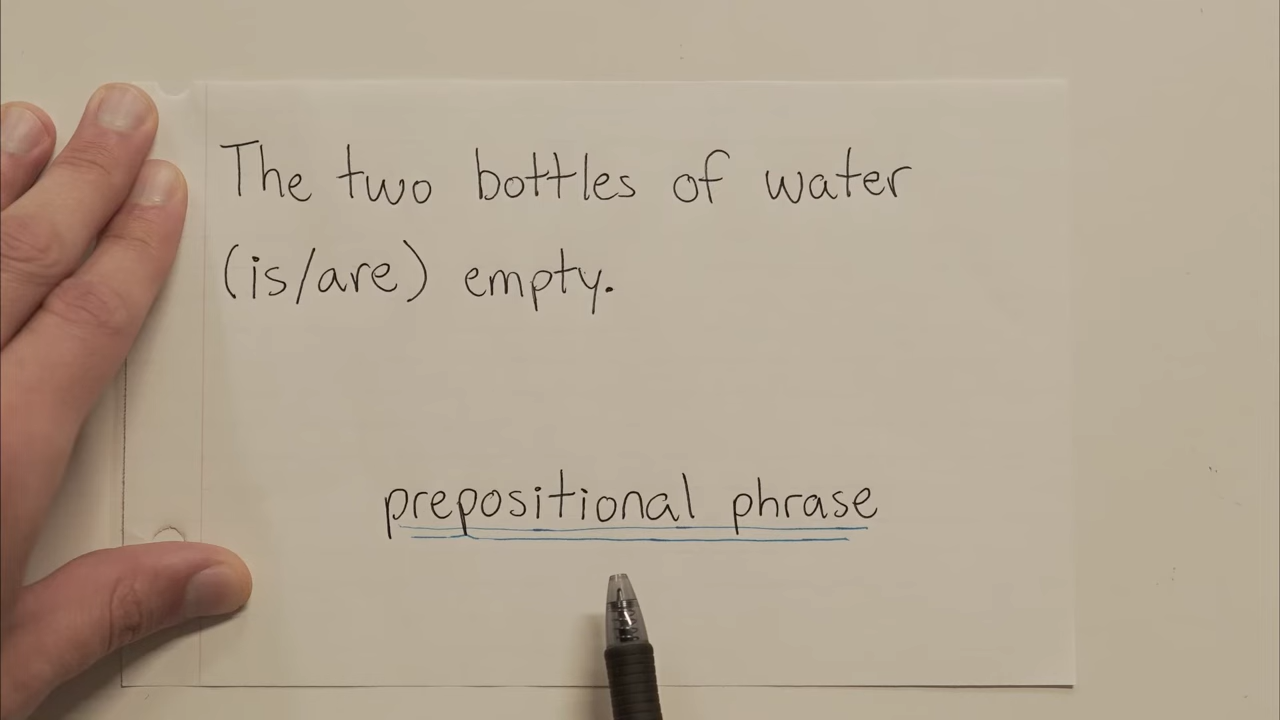 The two bottles of water
(is/are) empty.
prepositional phrase